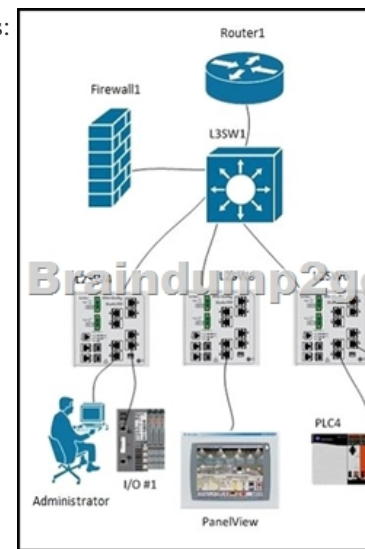 s:
Router1
Firewall1
L3SW1
Braindump2g
PLC4
I/O #1
Administrator
PanelView